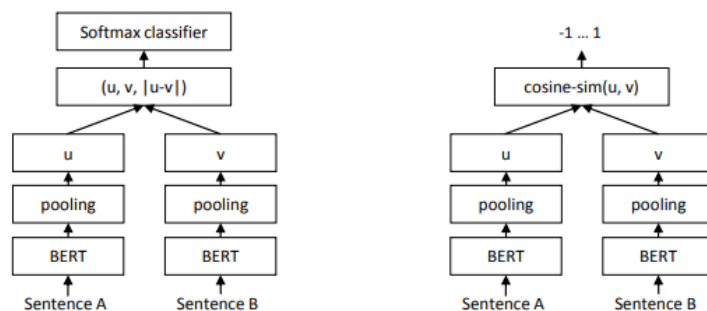 Softmax classifier
(u, v, |u-v|)
u
v
pooling
pooling
BERT
BERT
Sentence A
Sentence B
-1 … 1
cosine-sim(u, v)
u
v
pooling
pooling
BERT
BERT
Sentence A
Sentence B